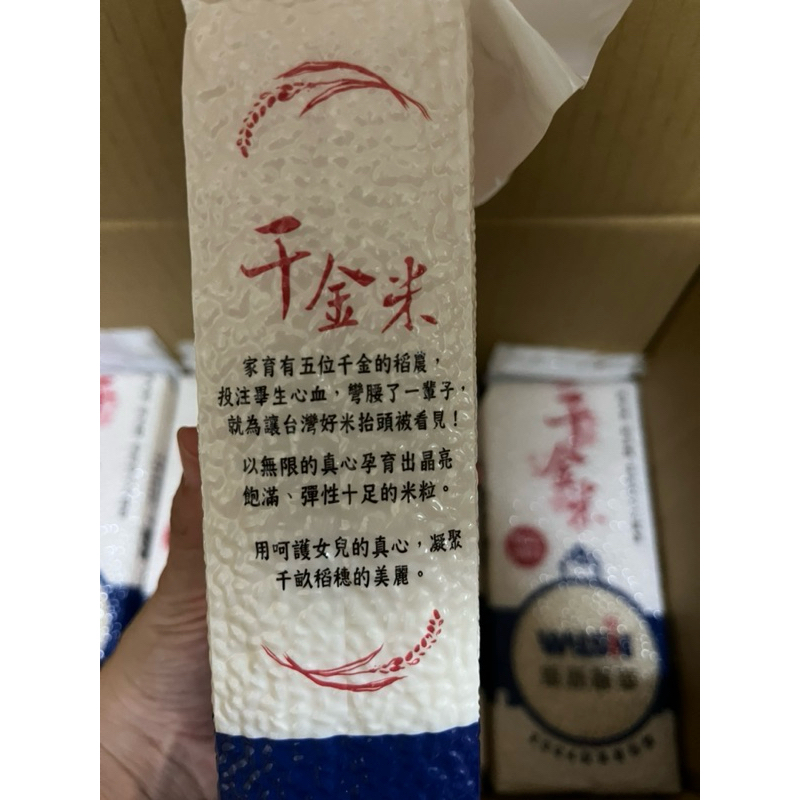 千金米
家育有五位千金的稻農，
投注畢生心血，彎腰了一輩子，
就為讓台灣好米抬頭被看見！
以無限的真心孕育出晶亮
飽滿、彈性十足的米粒。
用呵護女兒的真心，凝聚
千畝稻穗的美麗。
千金米